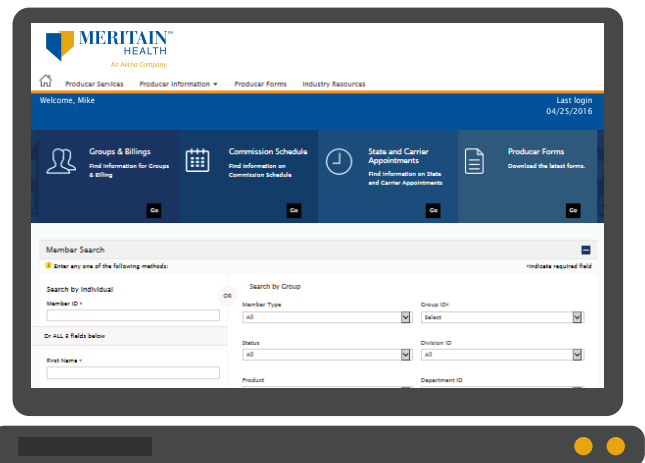 MERITAIN™
HEALTH
An Aetna Company
Producer Services Producer Information Producer Forms Industry Resources
Welcome, Mike
Last login
04/25/2016
Groups & Billings
Find information for Groups
& Billing
Go
Commission Schedule
Find information on
Commission Schedule
Go
State and Carrier
Appointments
Find information on State
and Carrier Appointments
Go
Producer Forms
Download the latest forms.
Go
Member Search
Enter any one of the following methods:
*Indicate required field
Search by Individual
Member ID *
Or ALL 2 fields below
First Name *
OR
Search by Group
Member Type
All
Group ID*
Select
Status
All
Division ID
All
Product
Department ID